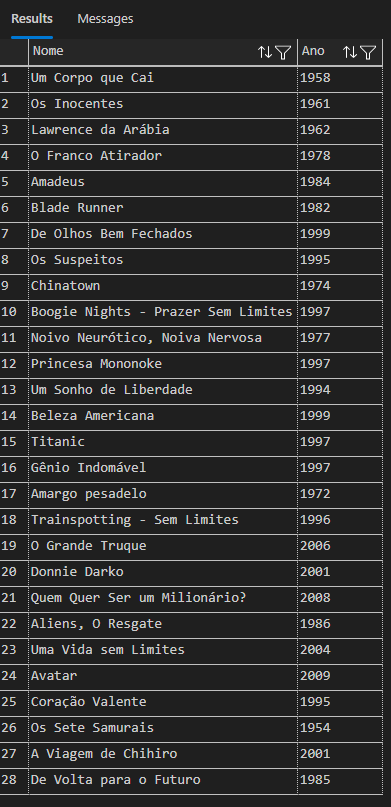 Results Messages
Nome Ano
1 Um Corpo que Cai 1958
2 Os Inocentes 1961
3 Lawrence da Arábia 1962
4 O Franco Atirador 1978
5 Amadeus 1984
6 Blade Runner 1982
7 De Olhos Bem Fechados 1999
8 Os Suspeitos 1995
9 Chinatown 1974
10 Boogie Nights - Prazer Sem Limites 1997
11 Noivo Neurótico, Noiva Nervosa 1977
12 Princesa Mononoke 1997
13 Um Sonho de Liberdade 1994
14 Beleza Americana 1999
15 Titanic 1997
16 Gênio Indomável 1997
17 Amargo pesadelo 1972
18 Trainspotting - Sem Limites 1996
19 O Grande Truque 2006
20 Donnie Darko 2001
21 Quem Quer Ser um Milionário? 2008
22 Aliens, O Resgate 1986
23 Uma Vida sem Limites 2004
24 Avatar 2009
25 Coração Valente 1995
26 Os Sete Samurais 1954
27 A Viagem de Chihiro 2001
28 De Volta para o Futuro 1985